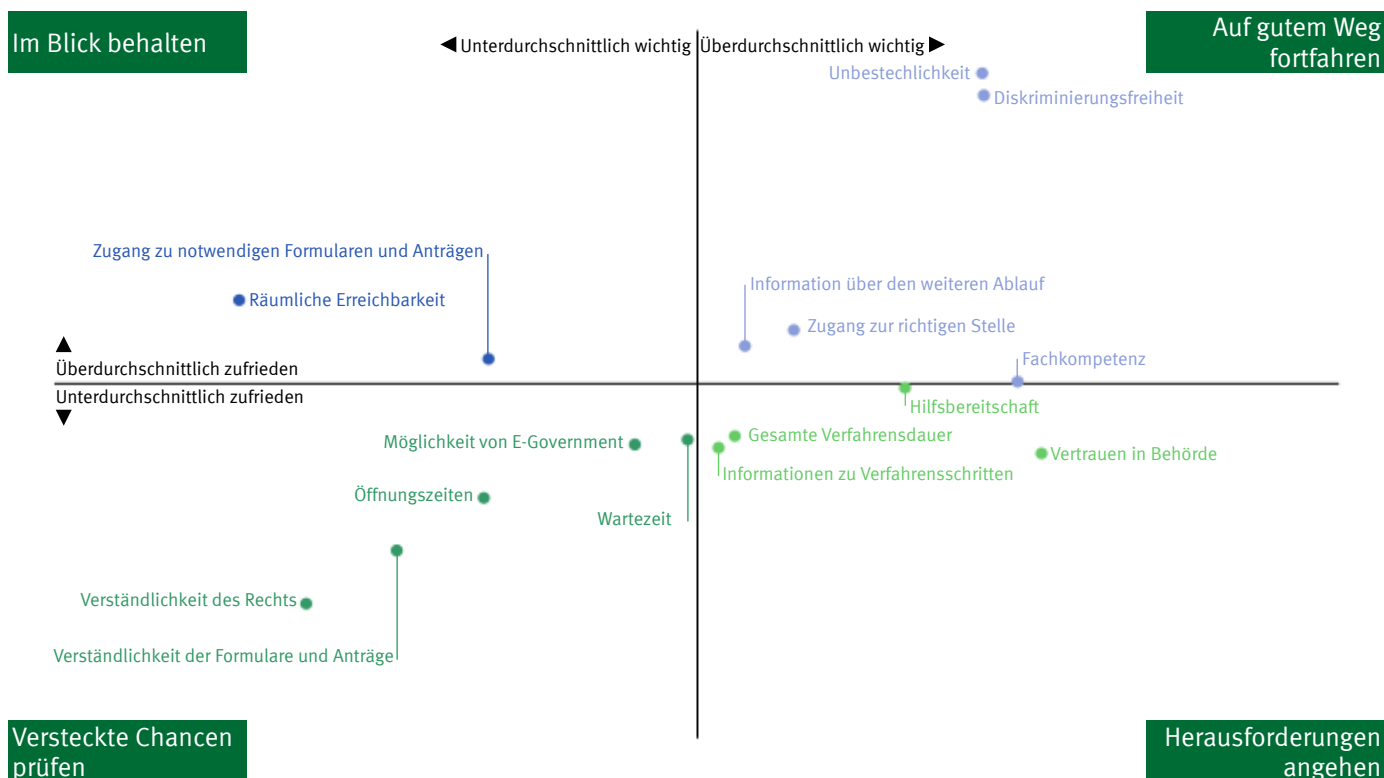 Im Blick behalten
◀ Unterdurchschnittlich wichtig
Überdurchschnittlich wichtig ▶
Auf gutem Weg
fortfahren
Unbestechlichkeit
Diskriminierungsfreiheit
Zugang zu notwendigen Formularen und Anträgen
Räumliche Erreichbarkeit
Information über den weiteren Ablauf
Zugang zur richtigen Stelle
Fachkompetenz
▲
Überdurchschnittlich zufrieden
Unterdurchschnittlich zufrieden
▼
Hilfsbereitschaft
Möglichkeit von E-Government
Gesamte Verfahrensdauer
Vertrauen in Behörde
Informationen zu Verfahrensschritten
Öffnungszeiten
Wartezeit
Verständlichkeit des Rechts
Verständlichkeit der Formulare und Anträge
Versteckte Chancen
prüfen
Herausforderungen
angehen